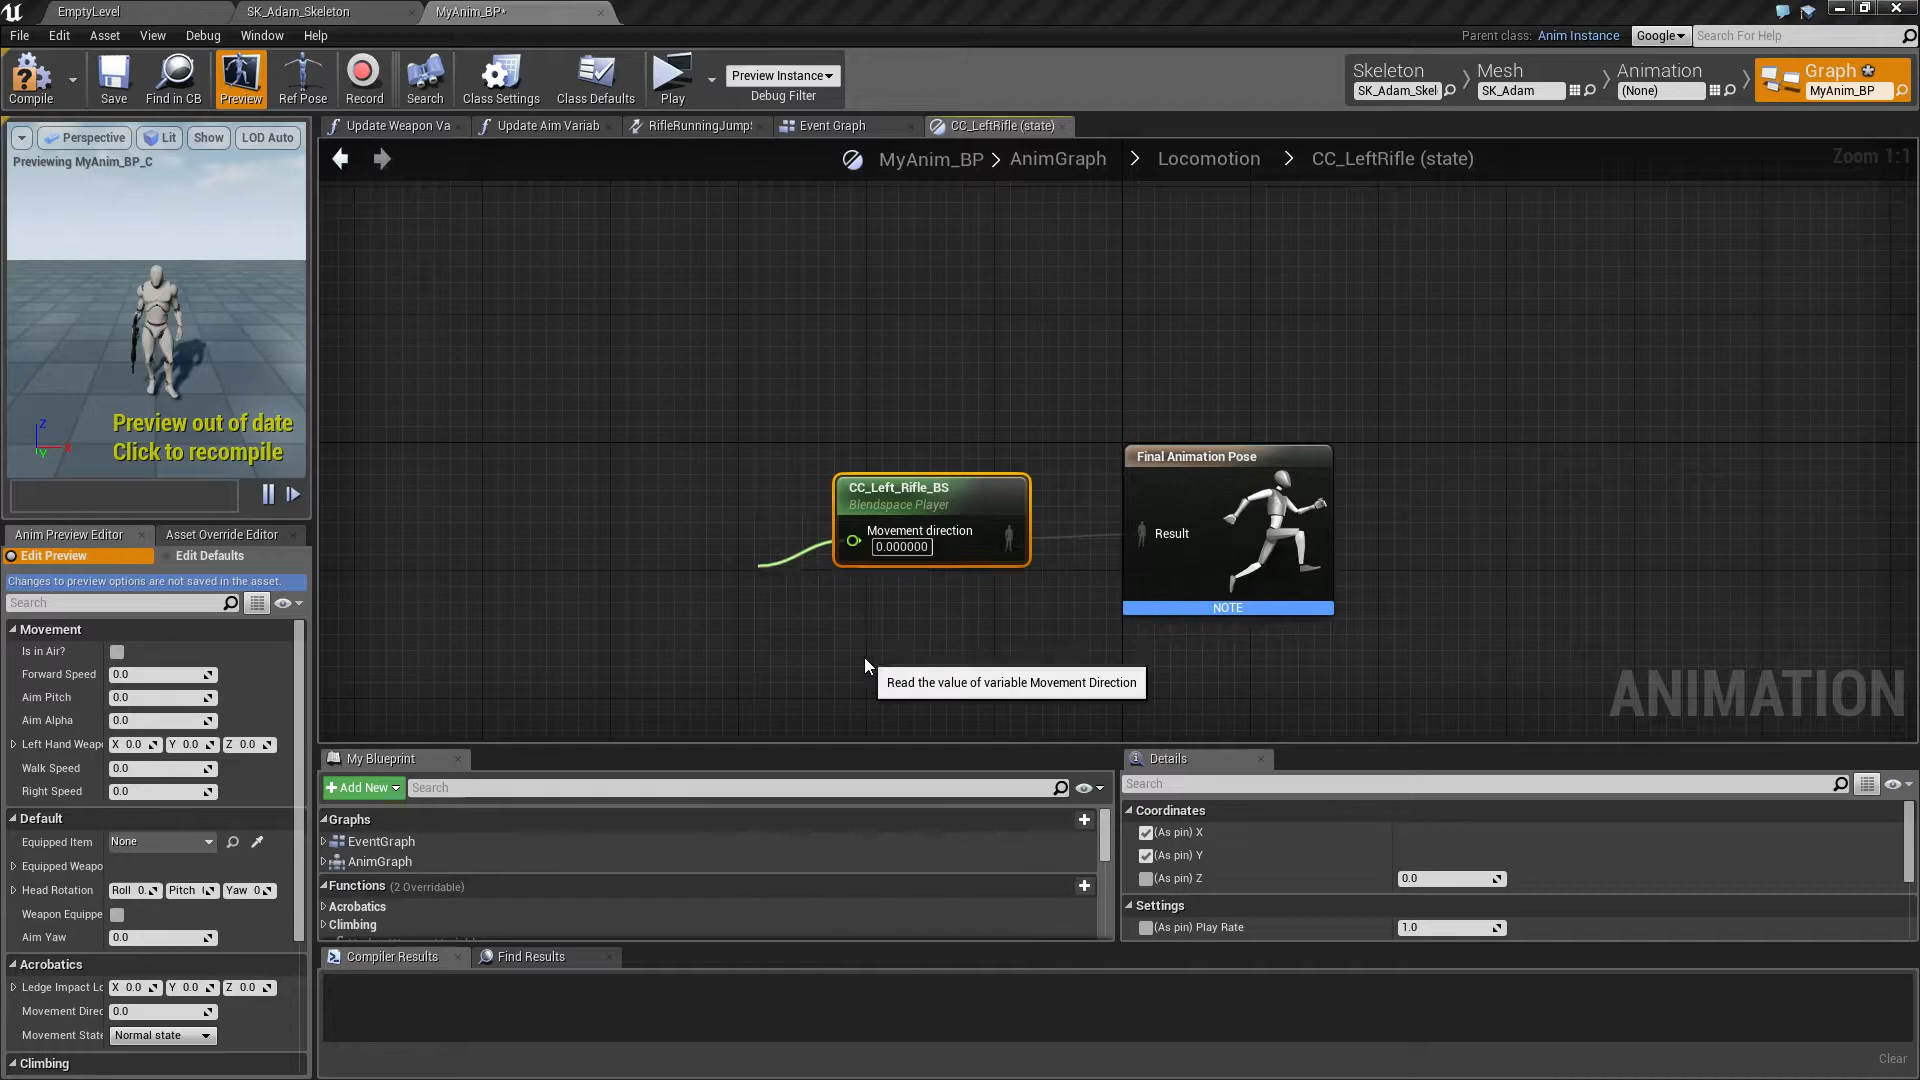 EmptyLevel
SK_Adam_Skeleton
MyAnim_BP*
File Edit Asset View Debug Window Help
Parent class: Anim Instance
Google
Search For Help
Compile
Save
Find in CB
Preview
Ref Pose
Record
Search
Class Settings
Class Defaults
Play
Preview Instance
Debug Filter
Skeleton
SK_Adam_Skel
Mesh
SK_Adam
Animation
(None)
Graph
MyAnim_BP
Perspective
Lit
Show
LOD Auto
Previewing MyAnim_BP_C
Preview out of date
Click to recompile
Z
X
Y
Update Weapon Va
Update Aim Variab
RifleRunningJump
Event Graph
CC_LeftRifle (state)
MyAnim_BP > AnimGraph > Locomotion > CC_LeftRifle (state)
Zoom 1:1
CC_Left_Rifle_BS
Blendspace Player
Movement direction
0.000000
Final Animation Pose
Result
NOTE
Read the value of variable Movement Direction
ANIMATION
Anim Preview Editor
Asset Override Editor
Edit Preview
Edit Defaults
Changes to preview options are not saved in the asset.
Search
Movement
Is in Air?
Forward Speed 0.0
Aim Pitch 0.0
Aim Alpha 0.0
Left Hand Weapo X 0.0 Y 0.0 Z 0.0
Walk Speed 0.0
Right Speed 0.0
Default
Equipped Item None
Equipped Weapo
Head Rotation Roll 0. Pitch Yaw 0
Weapon Equippe
Aim Yaw 0.0
Acrobatics
Ledge Impact Lo X 0.0 Y 0.0 Z 0.0
Movement Direc 0.0
Movement State Normal state
Climbing
My Blueprint
Add New
Search
Graphs
EventGraph
AnimGraph
Functions (2 Overridable)
Acrobatics
Climbing
Details
Search
Coordinates
(As pin) X
(As pin) Y
(As pin) Z 0.0
Settings
(As pin) Play Rate 1.0
Compiler Results
Find Results
Clear